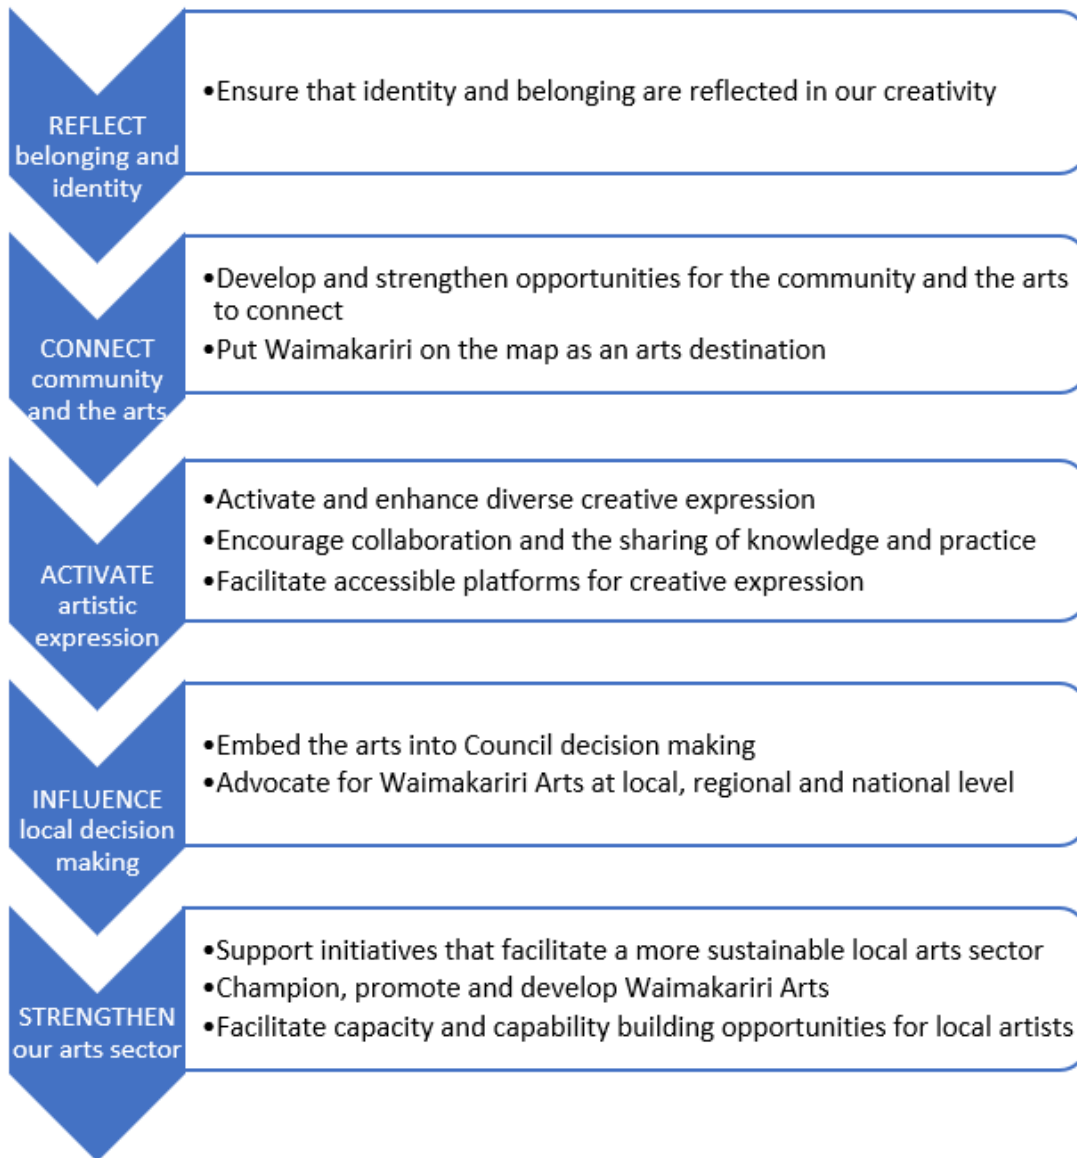 REFLECT
belonging and
identity
•Ensure that identity and belonging are reflected in our creativity
CONNECT
community
and the arts
•Develop and strengthen opportunities for the community and the arts
to connect
•Put Waimakariri on the map as an arts destination
ACTIVATE
artistic
expression
•Activate and enhance diverse creative expression
•Encourage collaboration and the sharing of knowledge and practice
•Facilitate accessible platforms for creative expression
INFLUENCE
local decision
making
•Embed the arts into Council decision making
•Advocate for Waimakariri Arts at local, regional and national level
STRENGTHEN
our arts sector
•Support initiatives that facilitate a more sustainable local arts sector
•Champion, promote and develop Waimakariri Arts
•Facilitate capacity and capability building opportunities for local artists